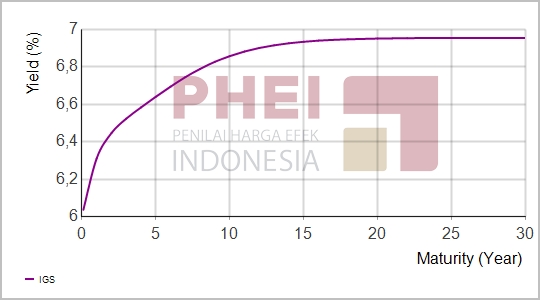 Yield (%)
7
6,8
6,6
6,4
6,2
6
PHEI
PENILAI HARGA EFEK
INDONESIA
0 5 10 15 20 25 30
Maturity (Year)
IGS